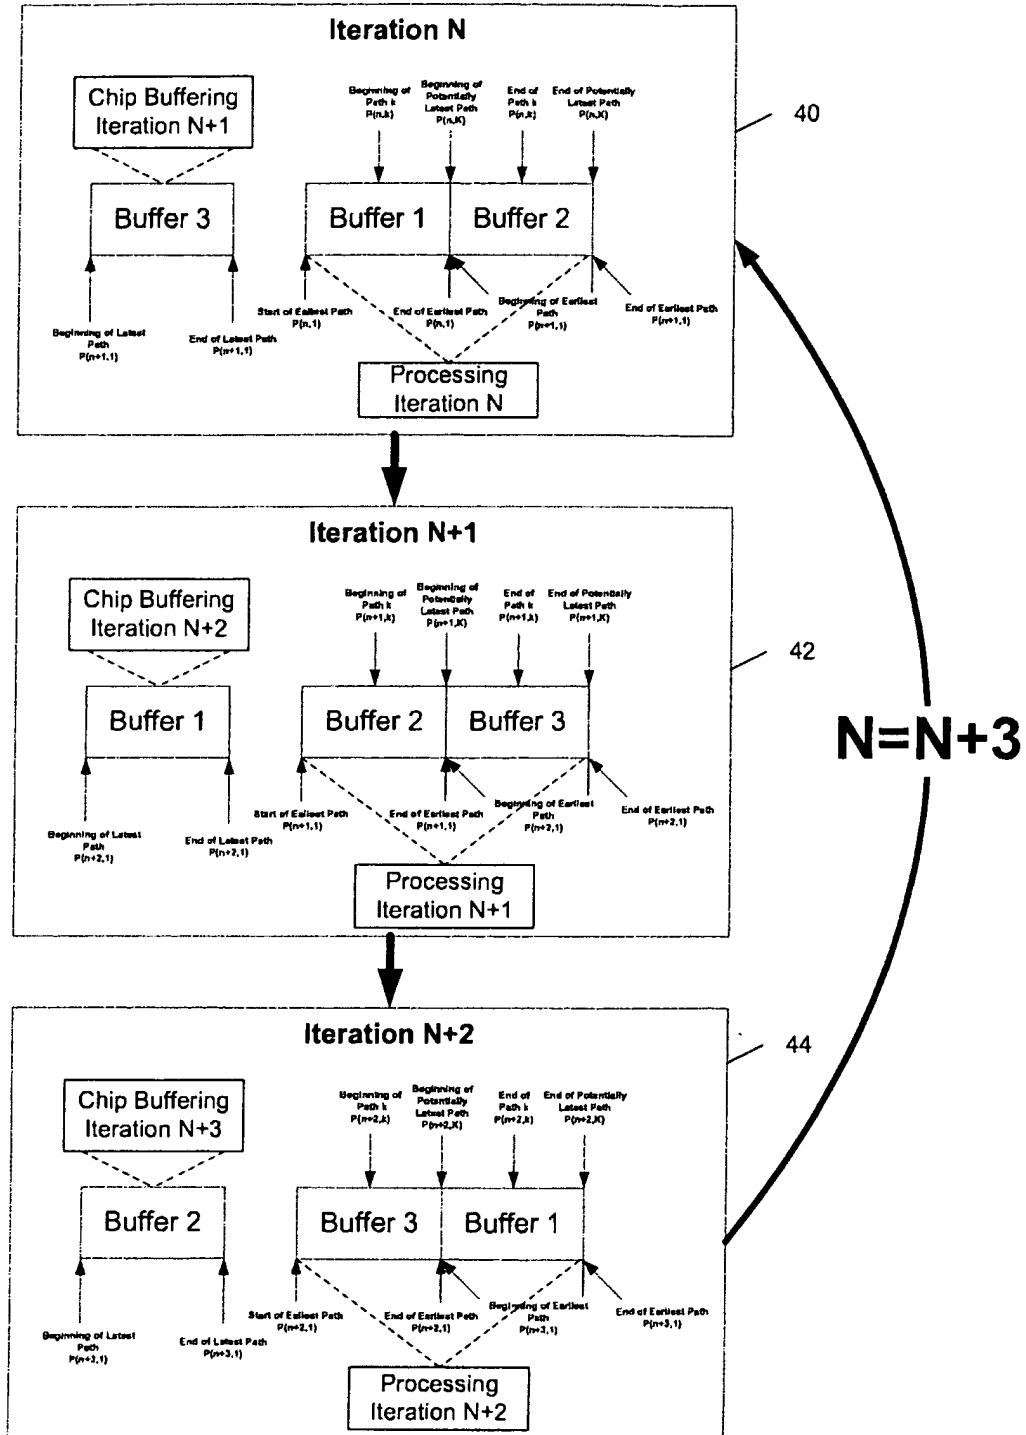 Iteration N
Chip Buffering
Iteration N+1
Beginning of
Path k
P(n,k)
Beginning of
Potentially
Latest Path
P(n,K)
End of
Path k
P(n,k)
End of Potentially
Latest Path
P(n,K)
40
Buffer 3
Buffer 1
Buffer 2
Beginning of Latest
Path
P(n+1,1)
End of Latest Path
P(n+1,1)
Start of Earliest Path
P(n,1)
End of Earliest Path
P(n,1)
Beginning of Earliest
Path
P(n+1,1)
End of Earliest Path
P(n+1,1)
Processing
Iteration N
Iteration N+1
Chip Buffering
Iteration N+2
Beginning of
Path k
P(n+1,k)
Beginning of
Potentially
Latest Path
P(n+1,K)
End of
Path k
P(n+1,k)
End of Potentially
Latest Path
P(n+1,K)
42
Buffer 1
Buffer 2
Buffer 3
N=N+3
Beginning of Latest
Path
P(n+2,1)
End of Latest Path
P(n+2,1)
Start of Earliest Path
P(n+1,1)
End of Earliest Path
P(n+1,1)
Beginning of Earliest
Path
P(n+2,1)
End of Earliest Path
P(n+2,1)
Processing
Iteration N+1
Iteration N+2
Chip Buffering
Iteration N+3
Beginning of
Path k
P(n+2,k)
Beginning of
Potentially
Latest Path
P(n+2,K)
End of
Path k
P(n+2,k)
End of Potentially
Latest Path
P(n+2,K)
44
Buffer 2
Buffer 3
Buffer 1
Beginning of Latest
Path
P(n+3,1)
End of Latest Path
P(n+3,1)
Start of Earliest Path
P(n+2,1)
End of Earliest Path
P(n+2,1)
Beginning of Earliest
Path
P(n+3,1)
End of Earliest Path
P(n+3,1)
Processing
Iteration N+2